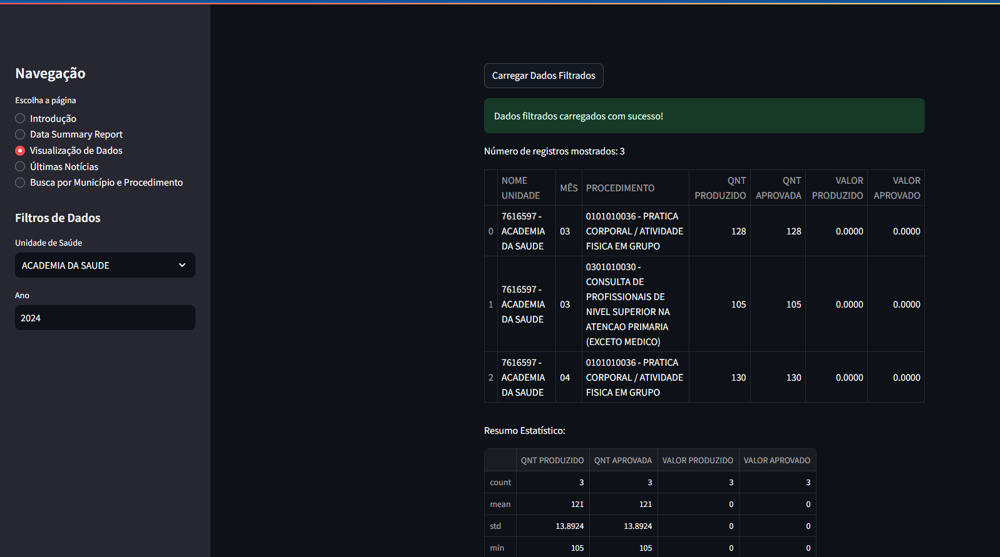 Navegação
Escolha a página
Introdução
Data Summary Report
Visualização de Dados
Últimas Notícias
Busca por Município e Procedimento
Filtros de Dados
Unidade de Saúde
ACADEMIA DA SAUDE
Ano
2024
Carregar Dados Filtrados
Dados filtrados carregados com sucesso!
Número de registros mostrados: 3
NOME UNIDADE MÊS PROCEDIMENTO QNT PRODUZIDO QNT APROVADA VALOR PRODUZIDO VALOR APROVADO
0 7616597 - ACADEMIA DA SAUDE 03 0101010036 - PRATICA CORPORAL / ATIVIDADE FISICA EM GRUPO 128 128 0.0000 0.0000
1 7616597 - ACADEMIA DA SAUDE 03 0301010030 - CONSULTA DE PROFISSIONAIS DE NIVEL SUPERIOR NA ATENCAO PRIMARIA (EXCETO MEDICO) 105 105 0.0000 0.0000
2 7616597 - ACADEMIA DA SAUDE 04 0101010036 - PRATICA CORPORAL / ATIVIDADE FISICA EM GRUPO 130 130 0.0000 0.0000
Resumo Estatístico:
QNT PRODUZIDO QNT APROVADA VALOR PRODUZIDO VALOR APROVADO
count 3 3 3 3
mean 121 121 0 0
std 13.8924 13.8924 0 0
min 105 105 0 0